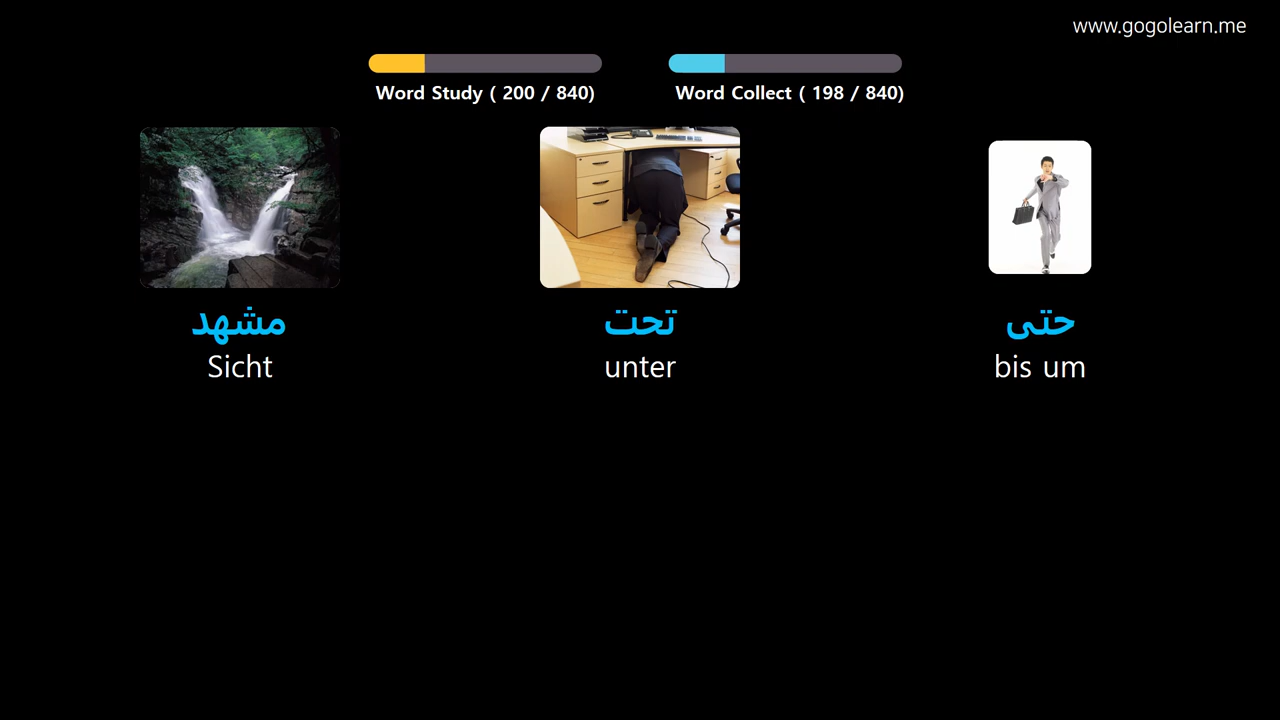 www.gogolearn.me
Word Study ( 200 / 840)
Word Collect ( 198 / 840)
مشهد
Sicht
تحت
unter
حتى
bis um